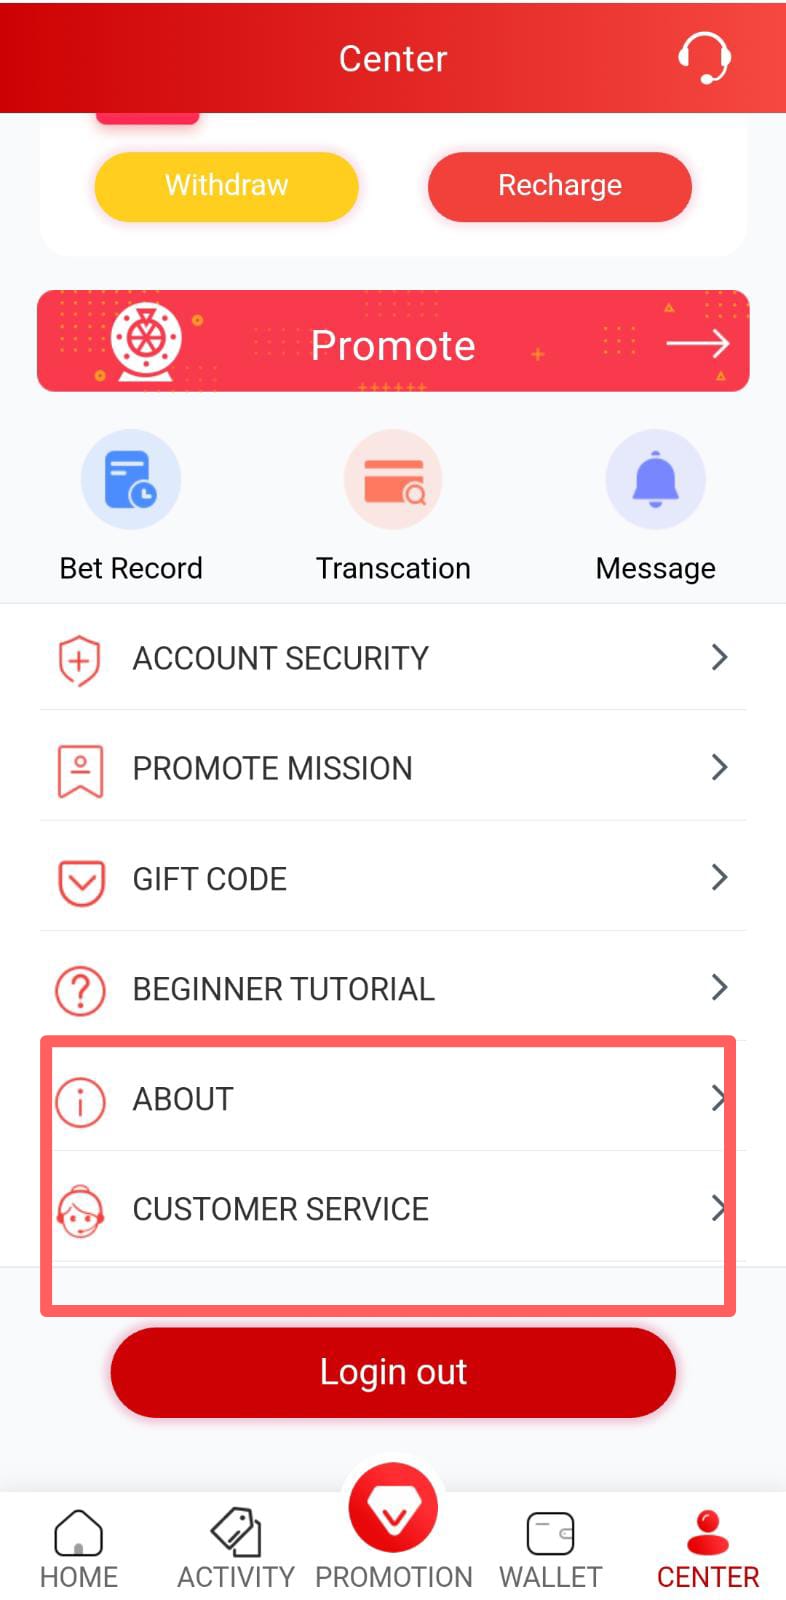 Center
Withdraw
Recharge
Promote
Bet Record
Transcation
Message
ACCOUNT SECURITY
PROMOTE MISSION
GIFT CODE
BEGINNER TUTORIAL
ABOUT
CUSTOMER SERVICE
Login out
HOME
ACTIVITY
PROMOTION
WALLET
CENTER